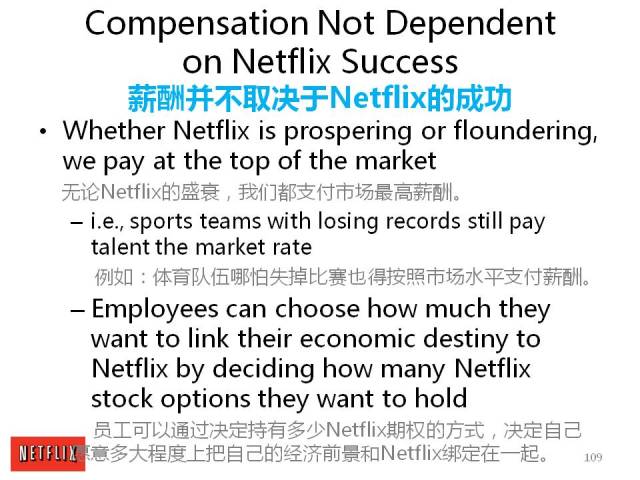 Compensation Not Dependent
on Netflix Success
薪酬并不取决于Netflix的成功
• Whether Netflix is prospering or floundering,
we pay at the top of the market
无论Netflix的盛衰，我们都支付市场最高薪酬。
– i.e., sports teams with losing records still pay
talent the market rate
例如：体育队伍哪怕失掉比赛也得按照市场水平支付薪酬。
– Employees can choose how much they
want to link their economic destiny to
Netflix by deciding how many Netflix
stock options they want to hold
员工可以通过决定持有多少Netflix期权的方式，决定自己
愿意多大程度上把自己的经济前景和Netflix绑定在一起。
NETFLIX
109